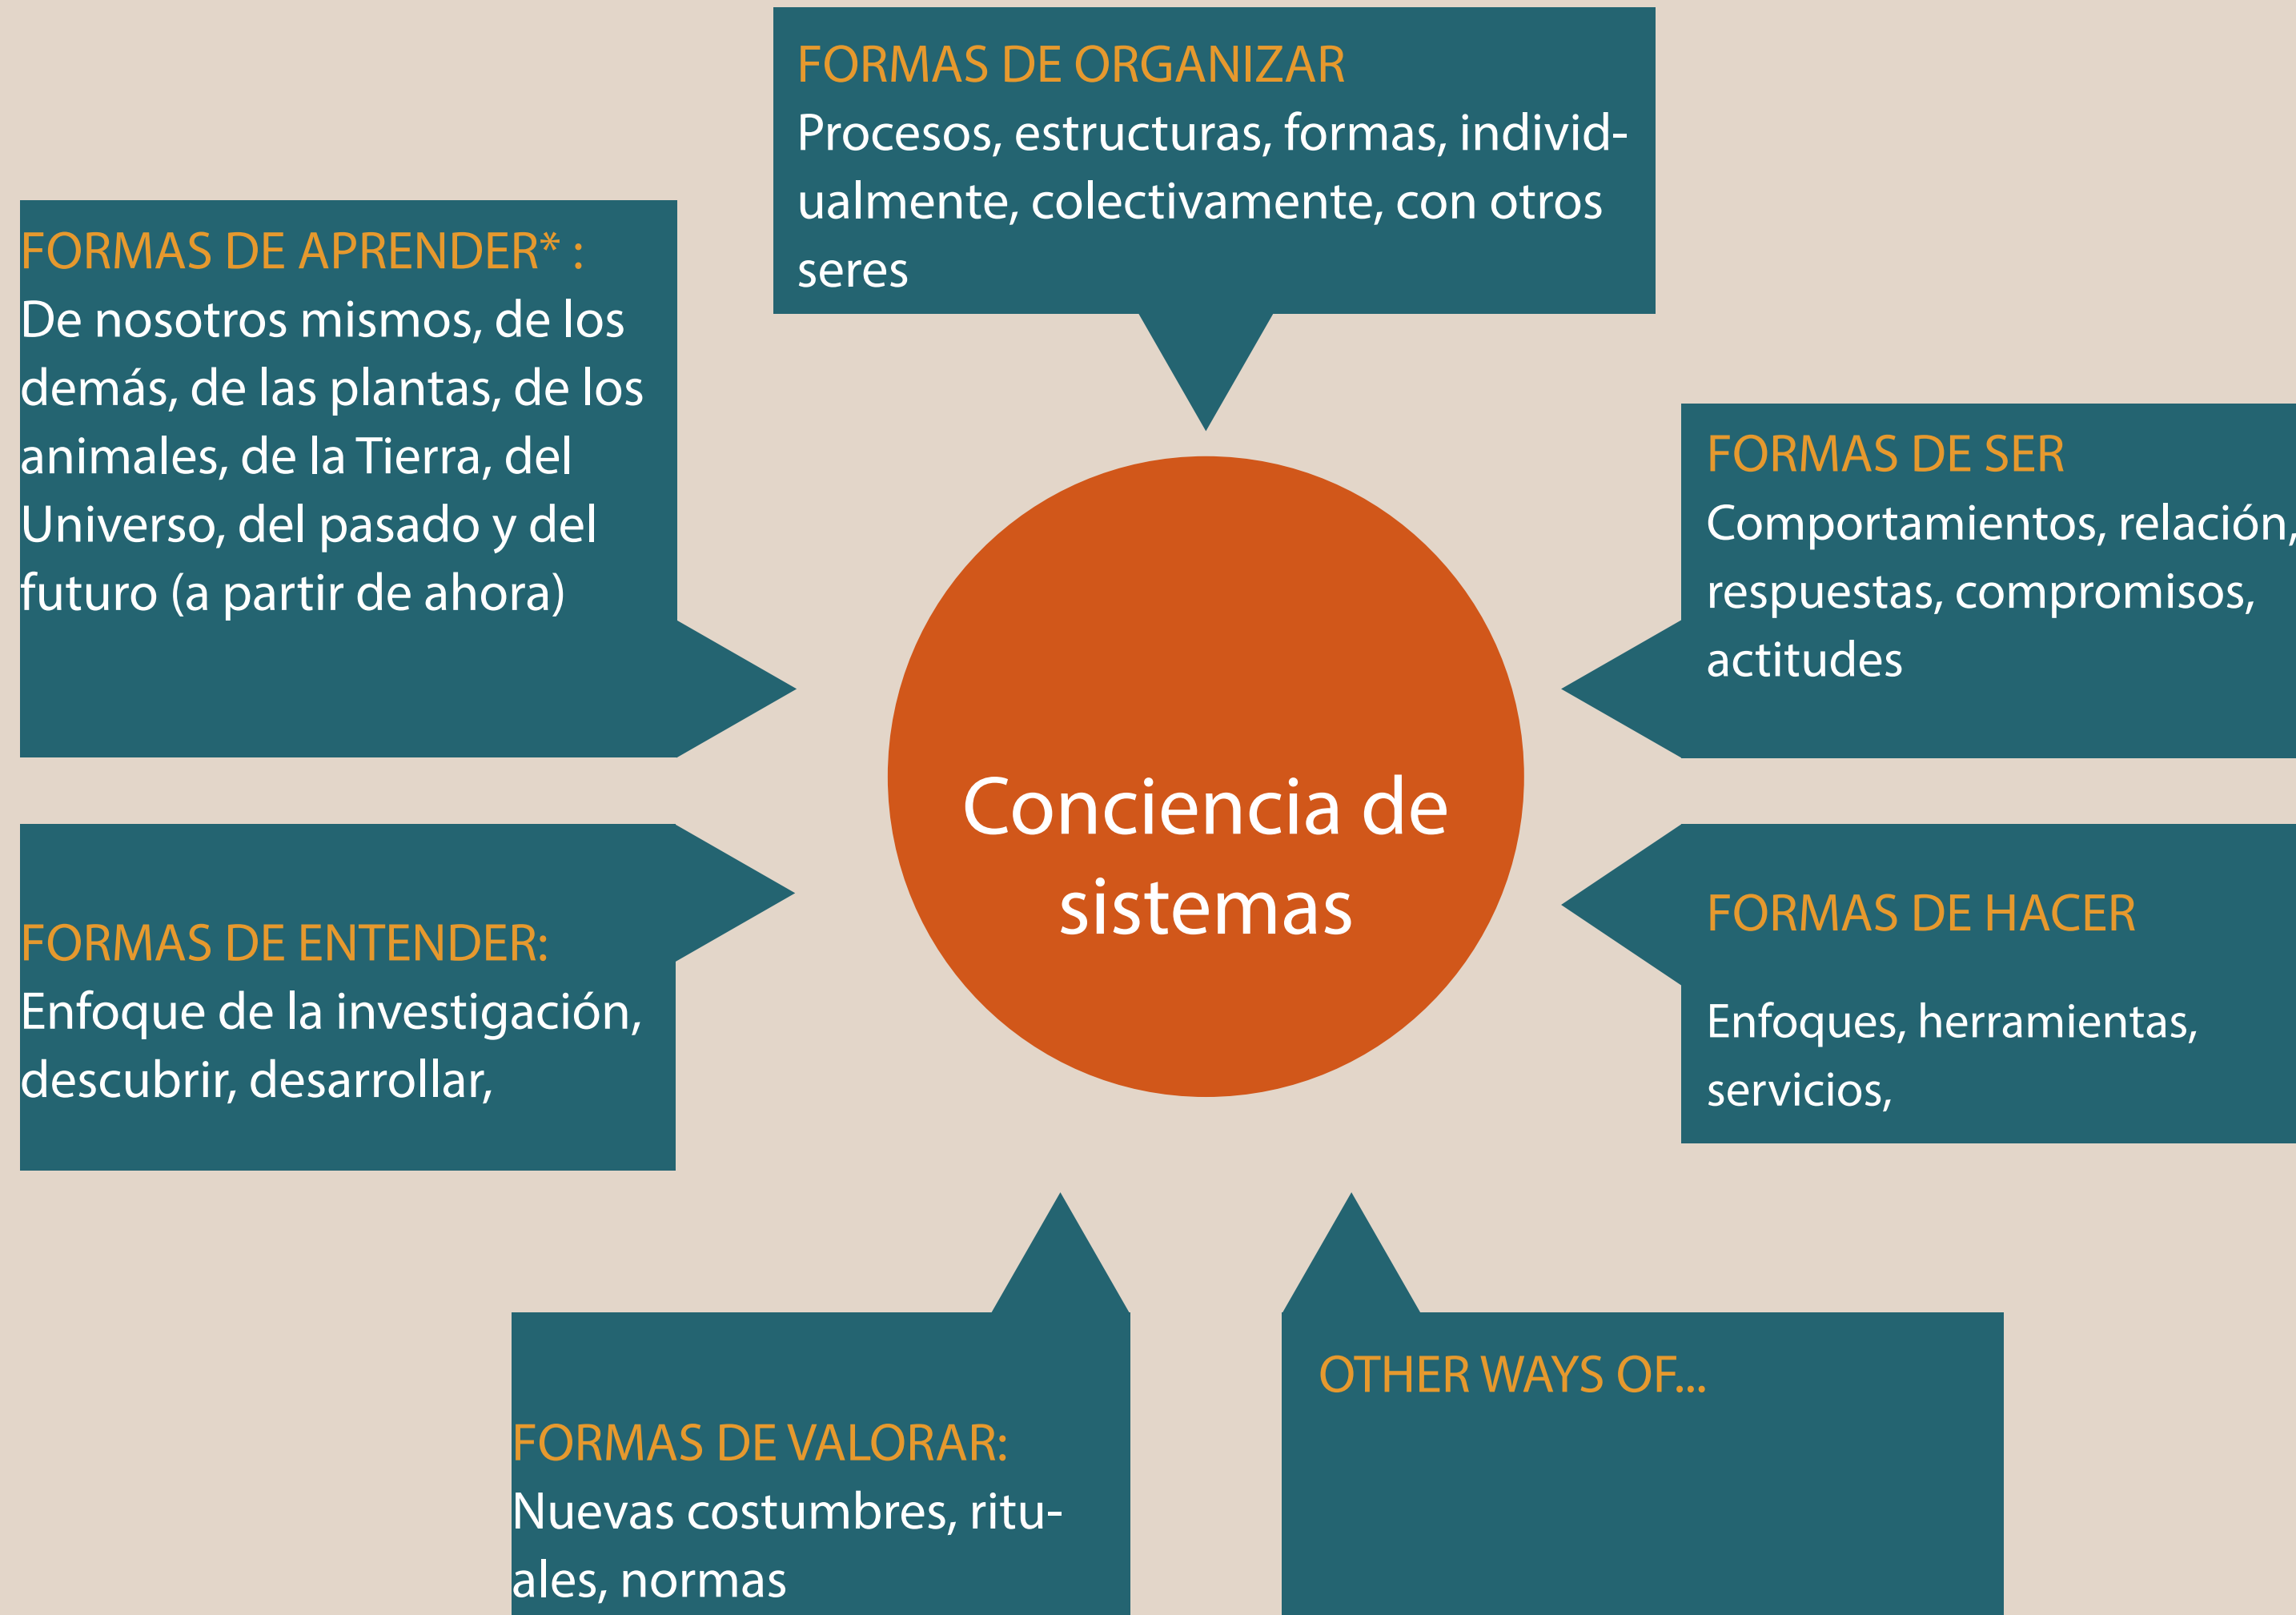 FORMAS DE ORGANIZAR
Procesos, estructuras, formas, individ-
ualmente, colectivamente, con otros
seres
FORMAS DE APRENDER* :
De nosotros mismos, de los
demás, de las plantas, de los
animales, de la Tierra, del
Universo, del pasado y del
futuro (a partir de ahora)
FORMAS DE SER
Comportamientos, relación,
respuestas, compromisos,
actitudes
Conciencia de
sistemas
FORMAS DE ENTENDER:
Enfoque de la investigación,
descubrir, desarrollar,
FORMAS DE HACER
Enfoques, herramientas,
servicios,
FORMAS DE VALORAR:
Nuevas costumbres, ritu-
ales, normas
OTHER WAYS OF...